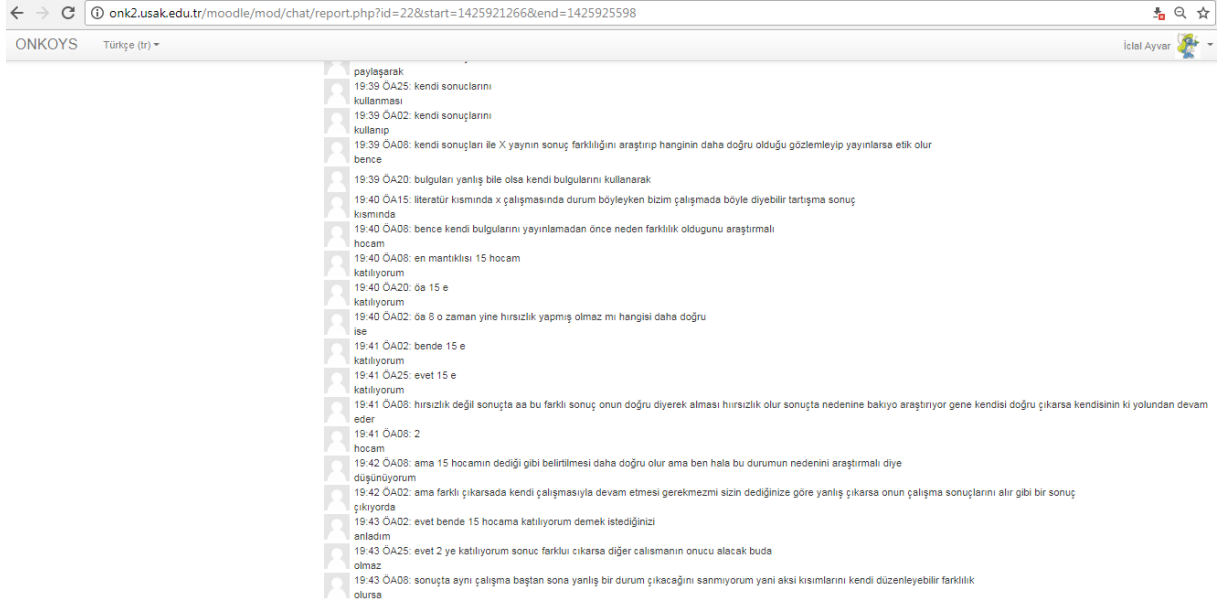 onk2.usak.edu.tr/moodle/mod/chat/report.php?id=22&start=1425921266&end=1425925598
ONKOYS Türkçe (tr) İclal Ayvar
paylaşarak
19:39 ÖA25: kendi sonuclarını
kullanması
19:39 ÖA02: kendi sonuçlarını
kullanıp
19:39 ÖA08: kendi sonuçları ile X yaynın sonuç farklılığını araştırıp hanginin daha doğru olduğu gözlemleyip yayınlarsa etik olur
bence
19:39 ÖA20: bulguları yanlış bile olsa kendi bulgularını kullanarak
19:40 ÖA15: literatür kısmında x çalışmasında durum böyleyken bizim çalışmada böyle diyebilir tartışma sonuç
kısmında
19:40 ÖA08: bence kendi bulgularını yayınlamadan önce neden farklılık oldugunu araştırmalı
hocam
19:40 ÖA08: en mantıklısı 15 hocam
katılıyorum
19:40 ÖA20: öa 15 e
katılıyorum
19:40 ÖA02: öa 8 o zaman yine hırsızlık yapmış olmaz mı hangisi daha doğru
ise
19:41 ÖA02: bende 15 e
katılıyorum
19:41 ÖA25: evet 15 e
katılıyorum
19:41 ÖA08: hırsızlık değil sonuçta aa bu farklı sonuç onun doğru diyerek alması hıırsızlık olur sonuçta nedenine bakıyo araştırıyor gene kendisi doğru çıkarsa kendisinin ki yolundan devam
eder
19:41 ÖA08: 2
hocam
19:42 ÖA08: ama 15 hocamın dediği gibi belirtilmesi daha doğru olur ama ben hala bu durumun nedenini araştırmalı diye
düşünüyorum
19:42 ÖA02: ama farklı çıkarsada kendi çalışmasıyla devam etmesi gerekmezmi sizin dediğinize göre yanlış çıkarsa onun çalışma sonuçlarını alır gibi bir sonuç
çıkıyorda
19:43 ÖA02: evet bende 15 hocama katılıyorum demek istediğinizi
anladım
19:43 ÖA25: evet 2 ye katılıyorum sonuc farkluı cıkarsa diğer calısmanın onucu alacak buda
olmaz
19:43 ÖA08: sonuçta aynı çalışma baştan sona yanlış bir durum çıkacağını sanmıyorum yani aksi kısımlarını kendi düzenleyebilir farklılık
olursa